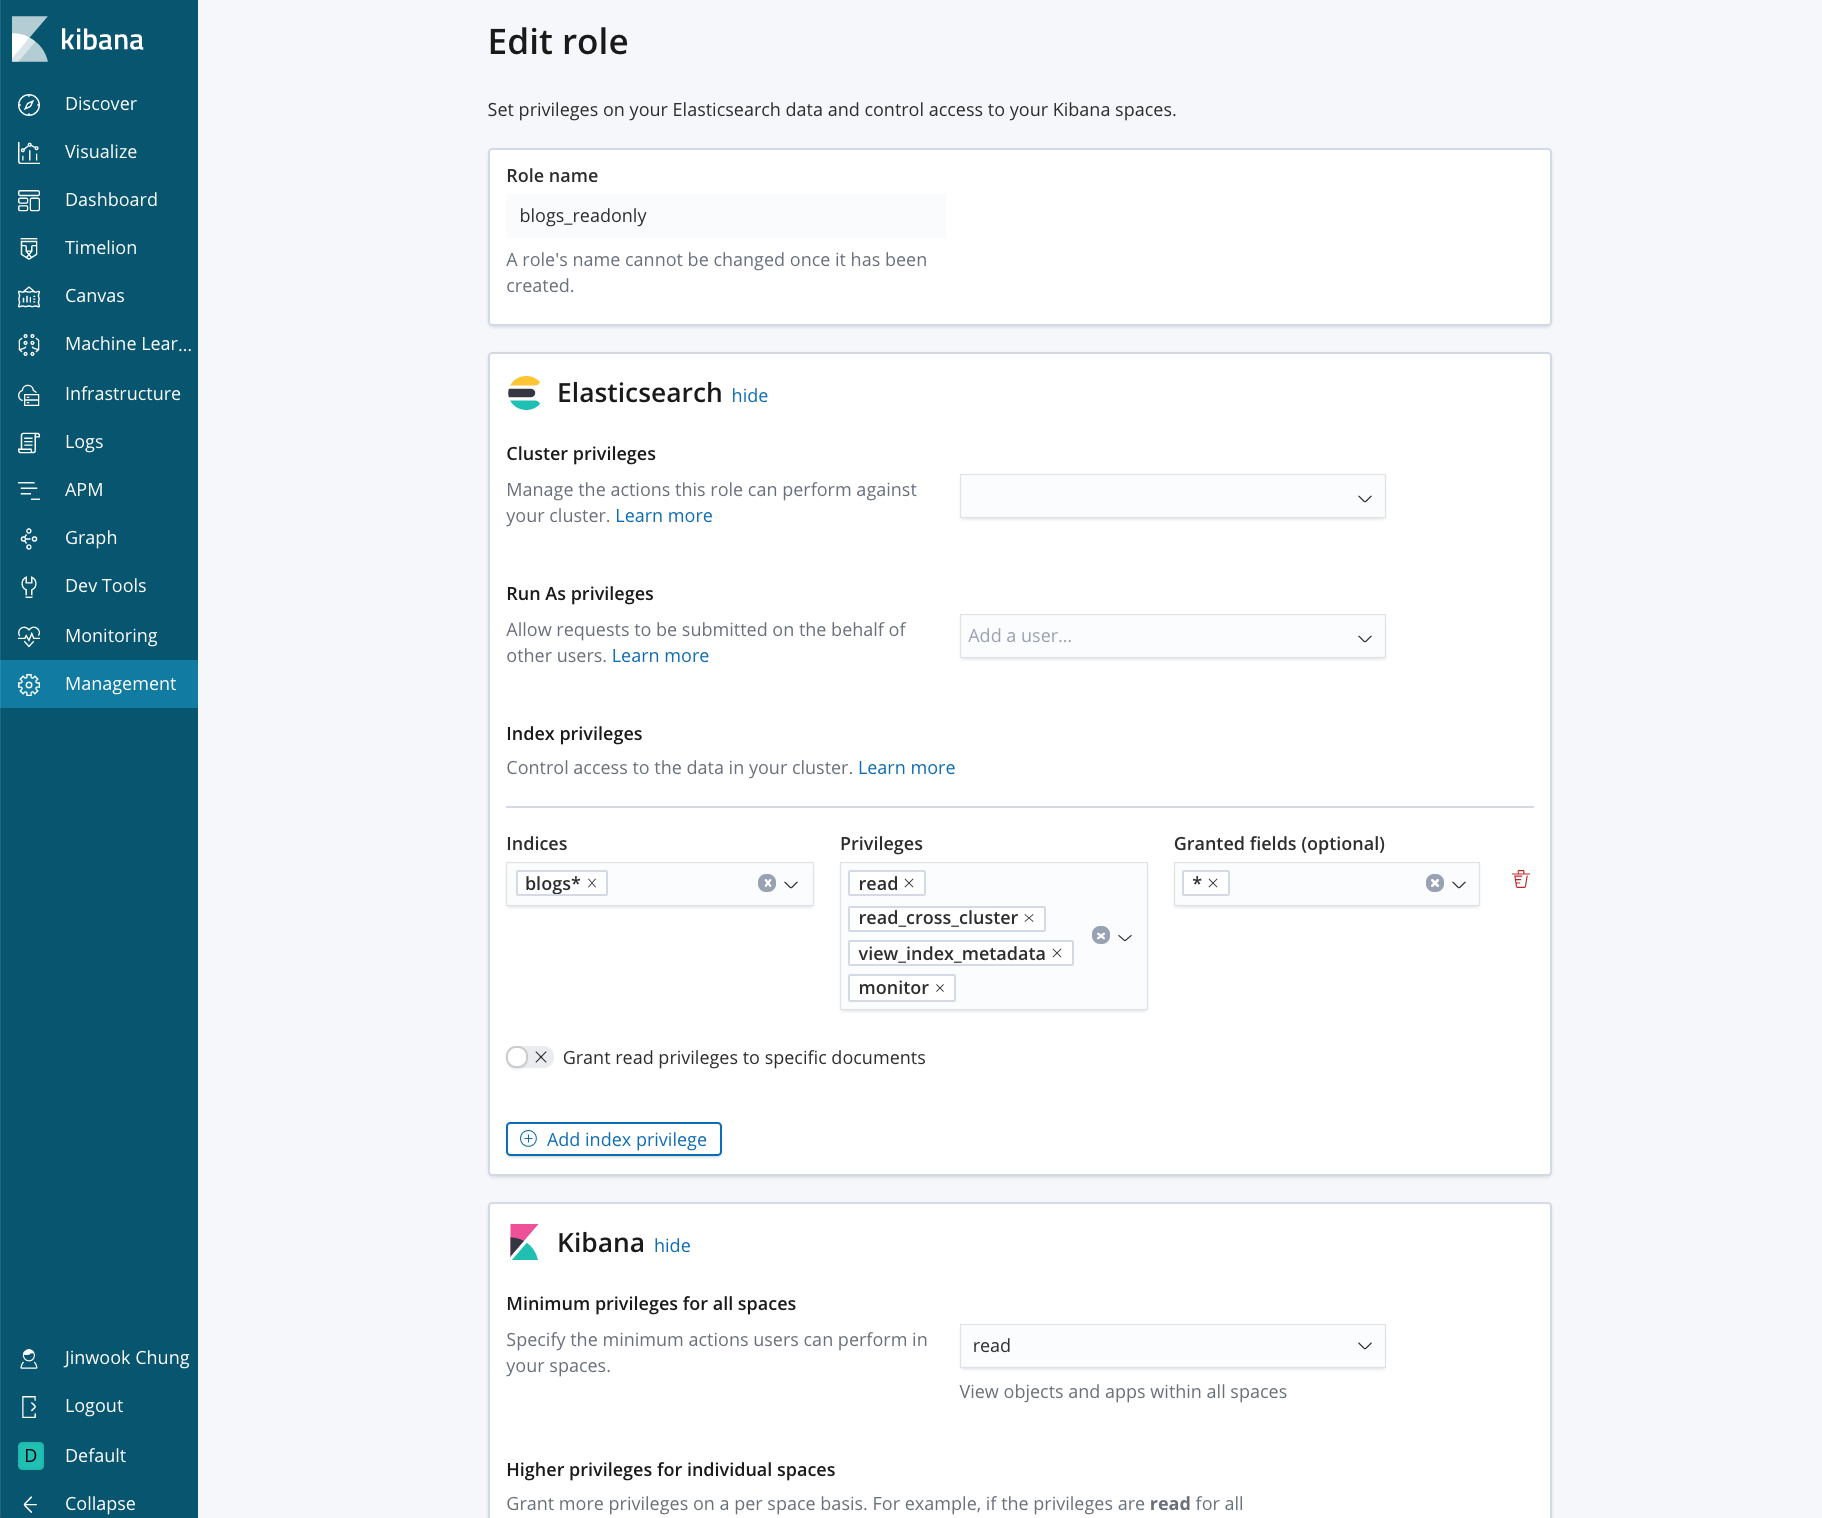 kibana
Discover
Visualize
Dashboard
Timelion
Canvas
Machine Lear...
Infrastructure
Logs
APM
Graph
Dev Tools
Monitoring
Management
Jinwook Chung
Logout
D Default
Collapse
Edit role
Set privileges on your Elasticsearch data and control access to your Kibana spaces.
Role name
blogs_readonly
A role's name cannot be changed once it has been
created.
Elasticsearch hide
Cluster privileges
Manage the actions this role can perform against
your cluster. Learn more
Run As privileges
Allow requests to be submitted on the behalf of
other users. Learn more
Add a user...
Index privileges
Control access to the data in your cluster. Learn more
Indices
blogs*
Privileges
read
read_cross_cluster
view_index_metadata
monitor
Granted fields (optional)
*
Grant read privileges to specific documents
Add index privilege
Kibana hide
Minimum privileges for all spaces
Specify the minimum actions users can perform in
your spaces.
read
View objects and apps within all spaces
Higher privileges for individual spaces
Grant more privileges on a per space basis. For example, if the privileges are read for all